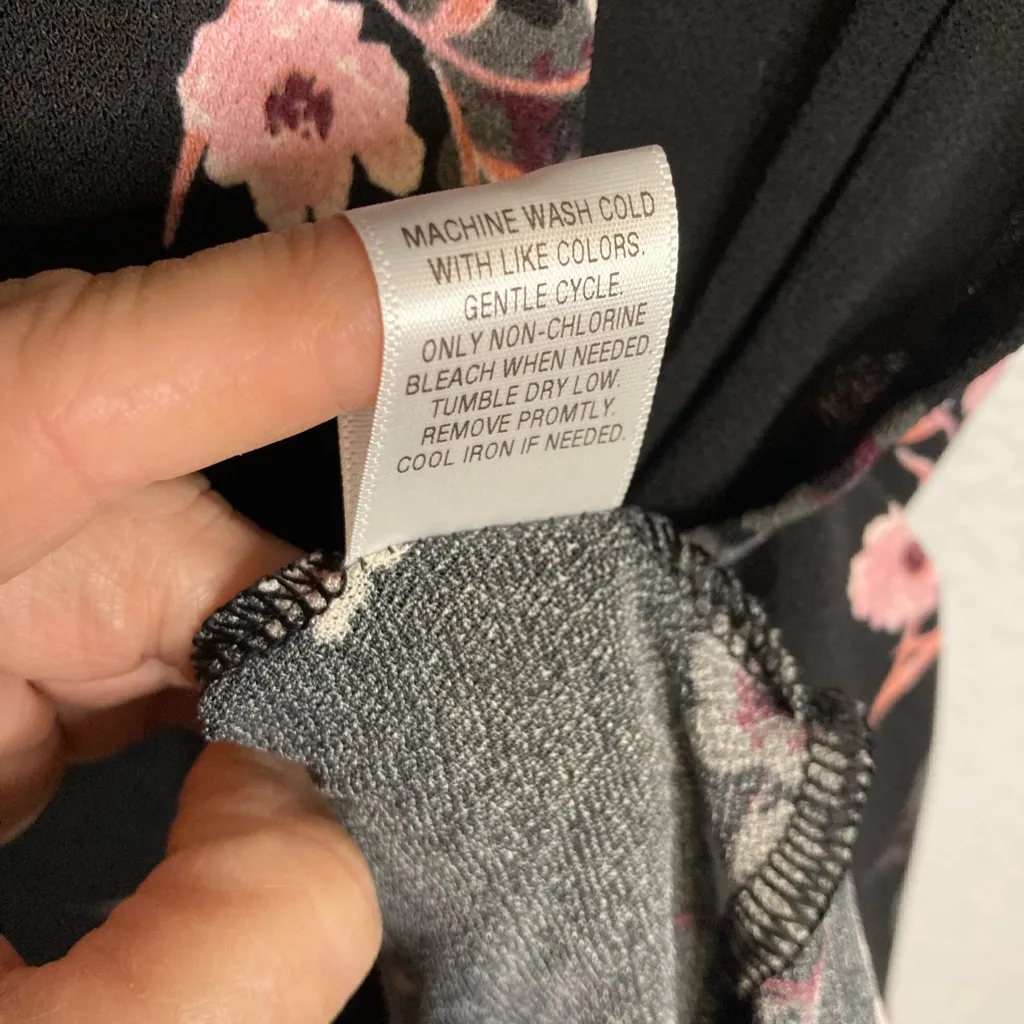 MACHINE WASH COLD
WITH LIKE COLORS.
GENTLE CYCLE.
ONLY NON-CHLORINE
BLEACH WHEN NEEDED
TUMBLE DRY LOW.
REMOVE PROMTLY.
COOL IRON IF NEEDED.